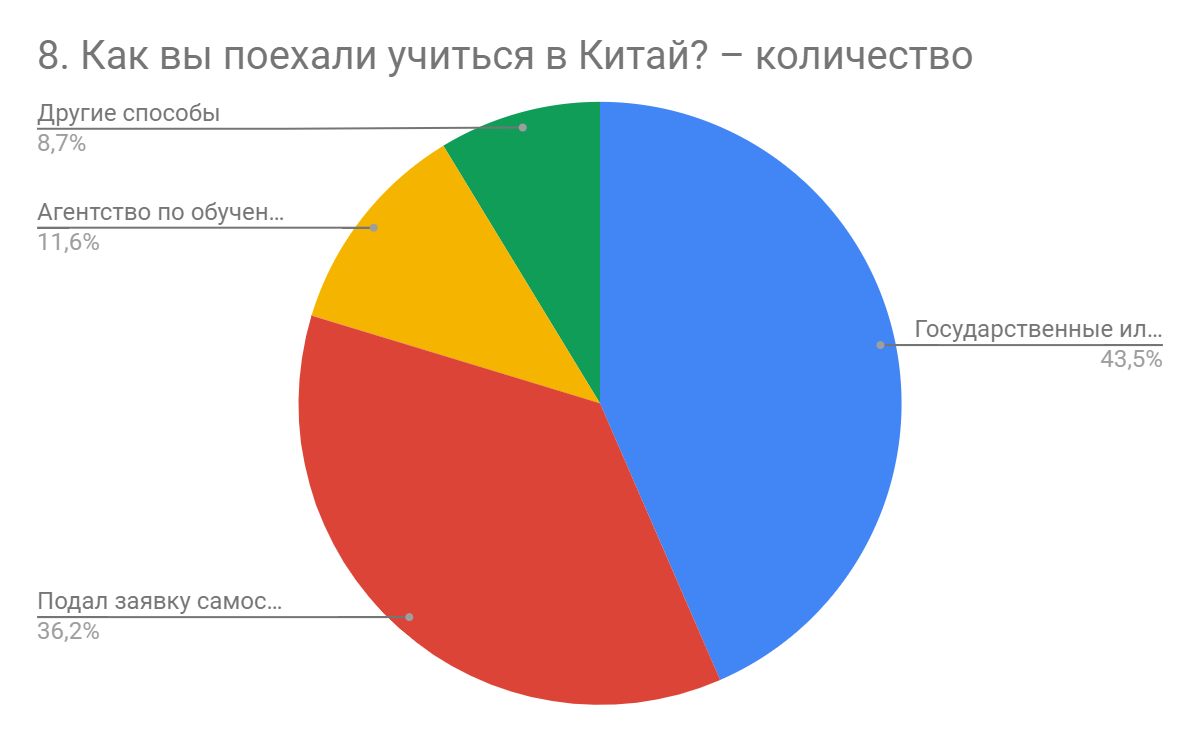 8. Как вы поехали учиться в Китай? – количество
Другие способы
8,7%
Агентство по обучен…
11,6%
Государственные ил…
43,5%
Подал заявку самос…
36,2%